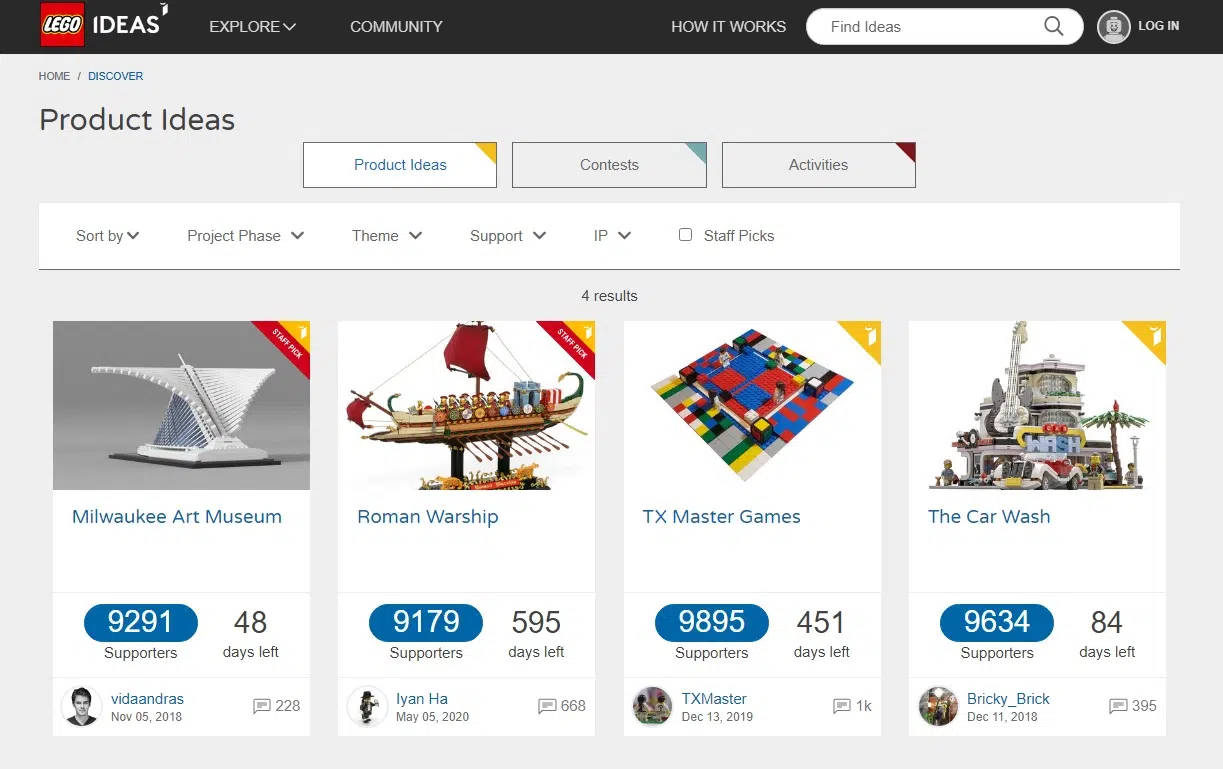 LEGO IDEAS EXPLORE COMMUNITY HOW IT WORKS Find Ideas LOG IN
HOME / DISCOVER
Product Ideas
Product Ideas Contests Activities
Sort by Project Phase Theme Support IP Staff Picks
4 results
STAFF PICK STAFF PICK
WASH
Milwaukee Art Museum Roman Warship TX Master Games The Car Wash
9291 48 9179 595 9895 451 9634 84
Supporters days left Supporters days left Supporters days left Supporters days left
vidaandras 228 Iyan Ha 668 TXMaster 1k Bricky_Brick 395
Nov 05, 2018 May 05, 2020 Dec 13, 2019 Dec 11, 2018